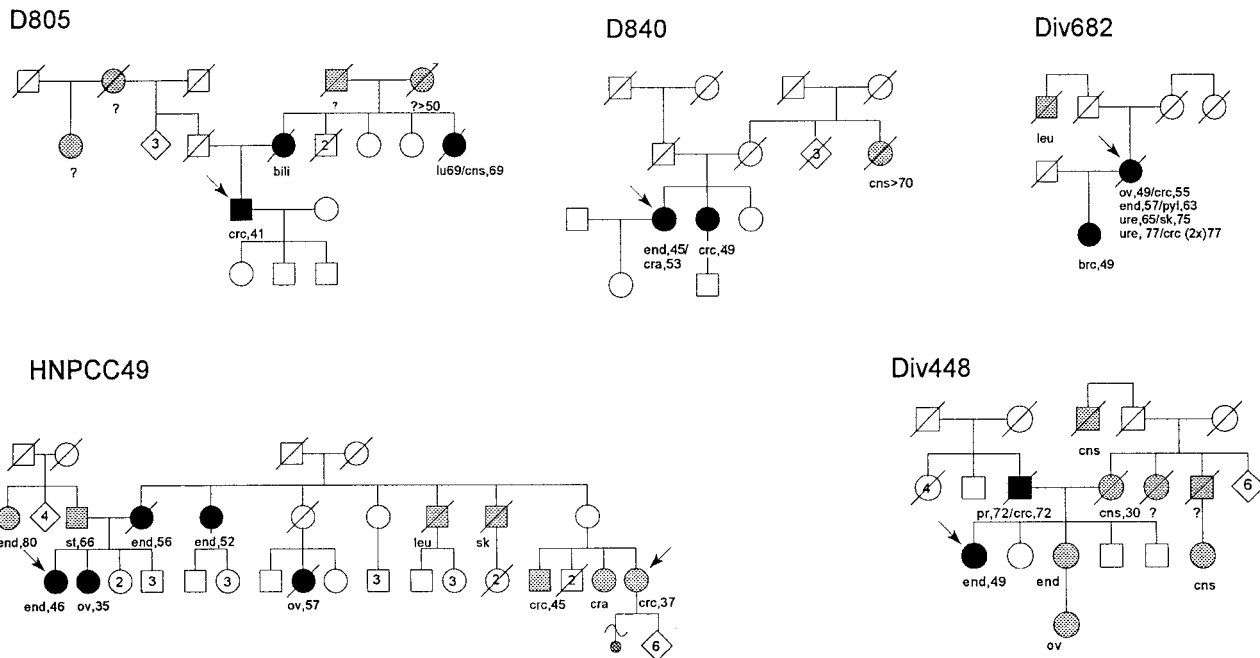 D805
D840
Div682
?
?
?>50
leu
?
3
2
bili
lu69/cns,69
crc,41
3
cns>70
end,45/
cra,53
crc,49
ov,49/crc,55
end,57/pyl,63
ure,65/sk,75
ure, 77/crc (2x)77
brc,49
HNPCC49
Div448
cns
4
end,80
st,66
end,56
end,52
leu
sk
4
pr,72/crc,72
cns,30
?
?
6
2
3
3
3
3
2
2
end,46
ov,35
ov,57
crc,45
cra
crc,37
6
end,49
end
cns
ov